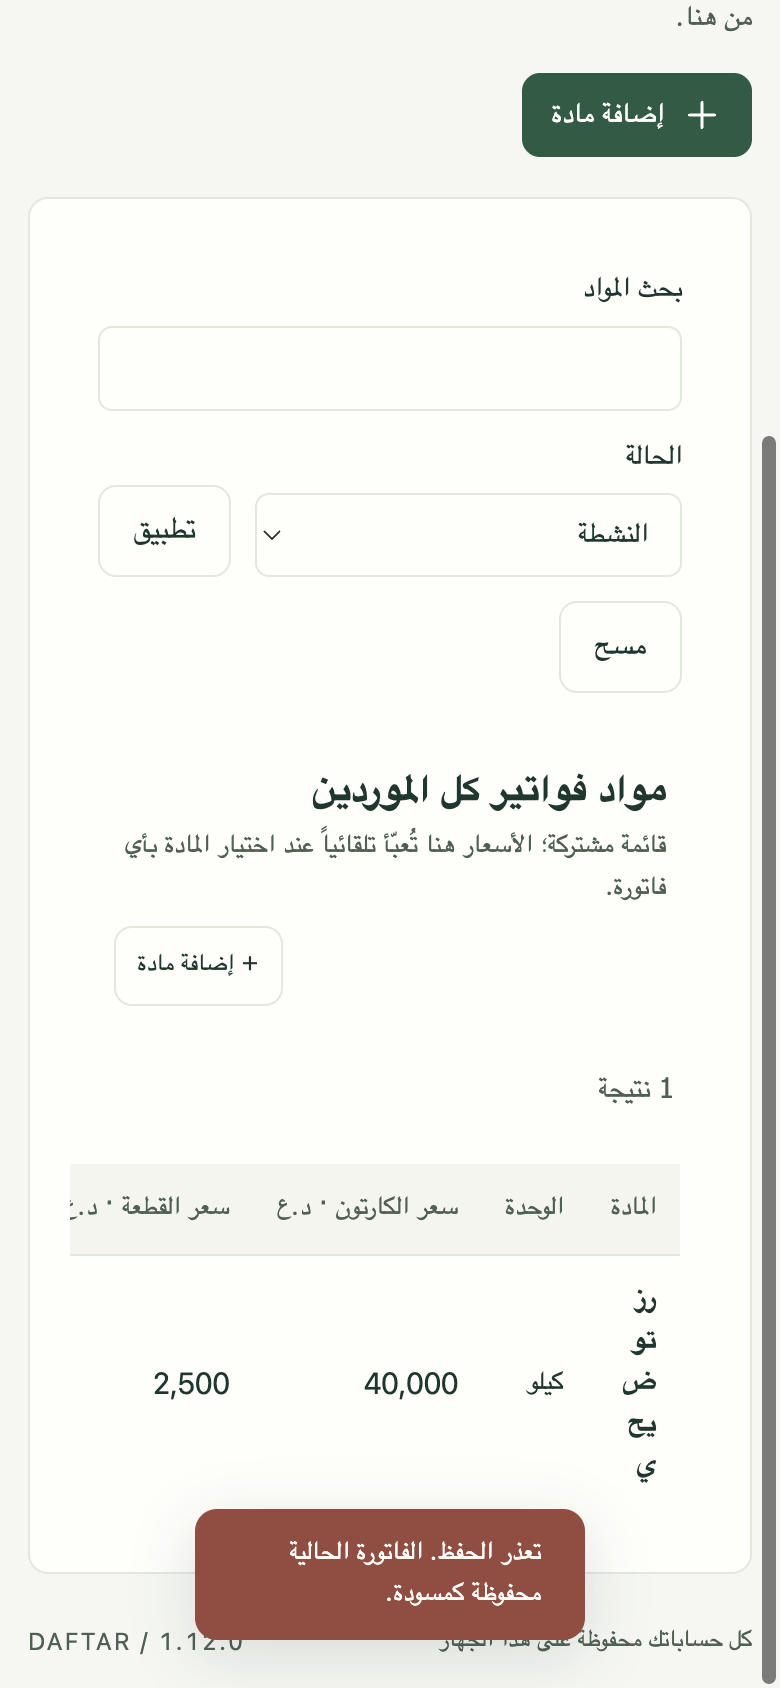 من هنا.
إضافة مادة
بحث المواد
الحالة
النشطة
تطبيق
مسح
مواد فواتير كل الموردين
قائمة مشتركة؛ الأسعار هنا تُعبّأ تلقائياً عند اختيار المادة بأي
فاتورة.
+ إضافة مادة
1 نتيجة
المادة الوحدة سعر الكارتون · د.ع سعر القطعة · د.ع
رز
تو
ض
يح
ي
كيلو 40,000 2,500
تعذر الحفظ. الفاتورة الحالية
محفوظة كمسودة.
كل حساباتك محفوظة على هذا الجهاز
DAFTAR / 1.12.0